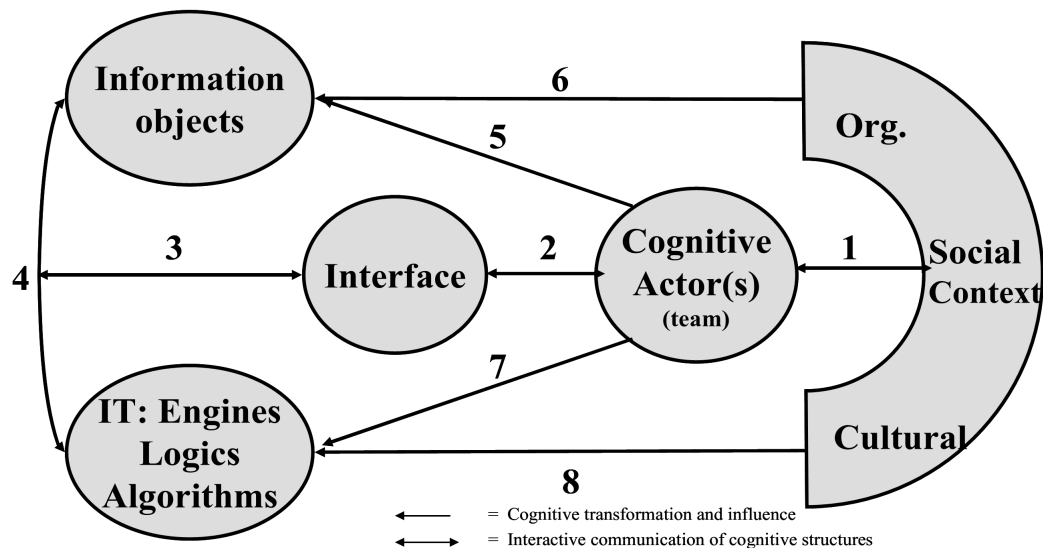 Information
objects
6
Org.
5
Cognitive
Actor(s)
(team)
1
Social
Context
2
Interface
3
4
7
IT: Engines
Logics
Algorithms
Cultural
8
= Cognitive transformation and influence
= Interactive communication of cognitive structures